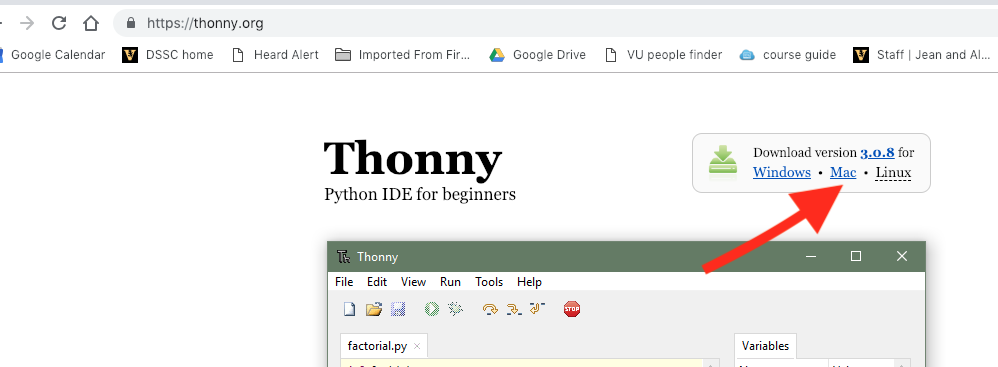 https://thonny.org
Google Calendar DSSC home Heard Alert Imported From Fir... Google Drive VU people finder course guide Staff | Jean and Al...
Thonny
Python IDE for beginners
Download version 3.0.8 for
Windows • Mac • Linux
Thonny
File Edit View Run Tools Help
STOP
factorial.py
Variables